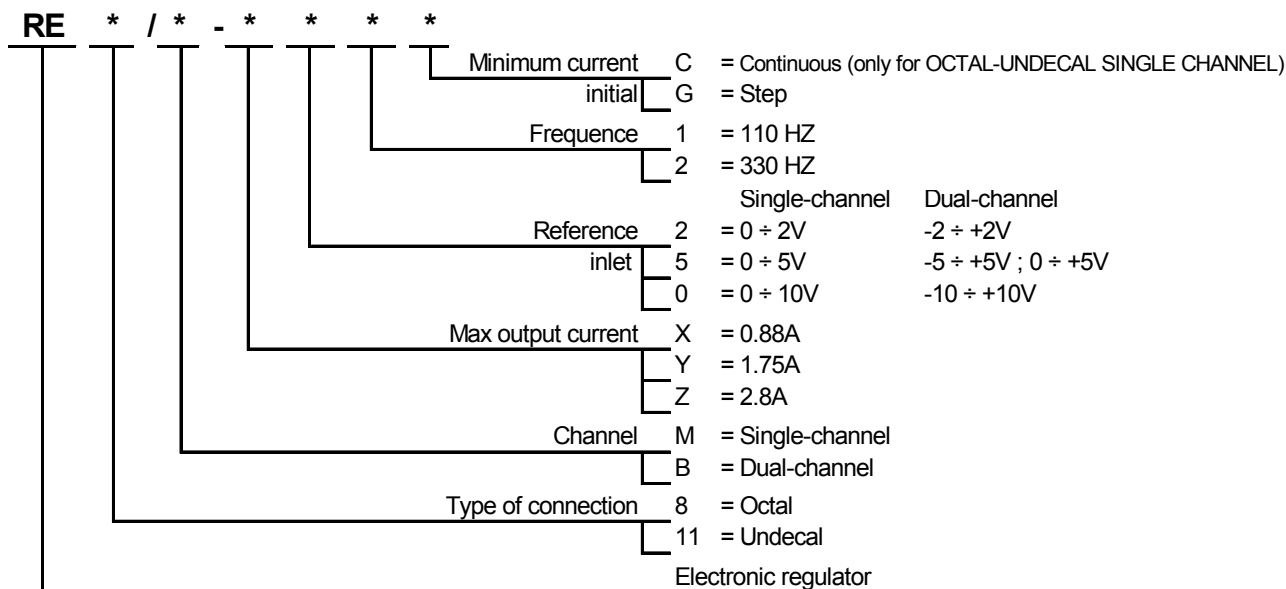 RE * / * - * * * *
Minimum current C = Continuous (only for OCTAL-UNDECAL SINGLE CHANNEL)
initial G = Step
Frequence 1 = 110 HZ
2 = 330 HZ
Single-channel Dual-channel
Reference 2 = 0 ÷ 2V -2 ÷ +2V
inlet 5 = 0 ÷ 5V -5 ÷ +5V ; 0 ÷ +5V
0 = 0 ÷ 10V -10 ÷ +10V
Max output current X = 0.88A
Y = 1.75A
Z = 2.8A
Channel M = Single-channel
B = Dual-channel
Type of connection 8 = Octal
11 = Undecal
Electronic regulator